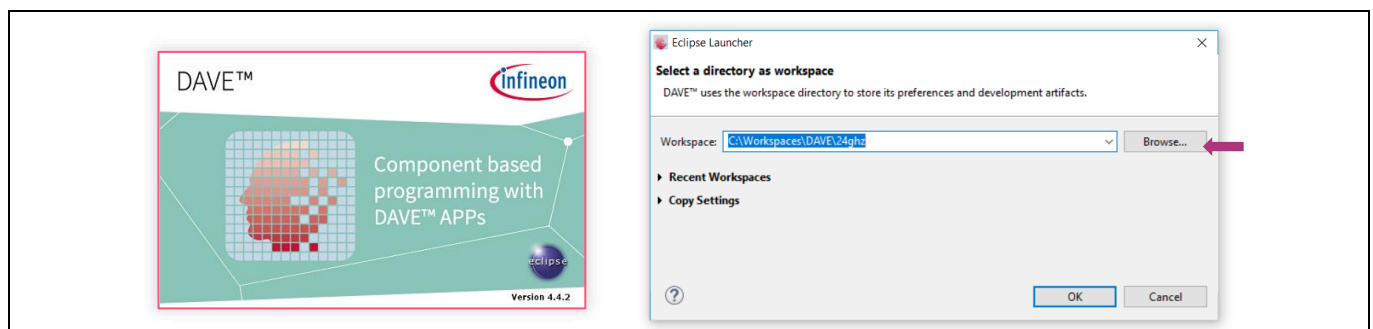 DAVE™
infineon
Component based
programming with
DAVE™ APPs
eclipse
Version 4.4.2
Eclipse Launcher
Select a directory as workspace
DAVE™ uses the workspace directory to store its preferences and development artifacts.
Workspace: C:\Workspaces\DAVE\24ghz Browse...
Recent Workspaces
Copy Settings
? OK Cancel